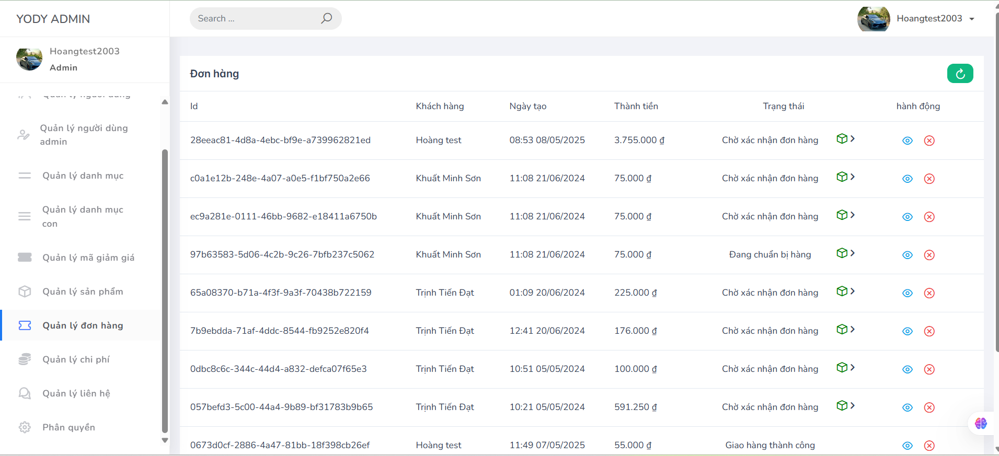 YODY ADMIN
Search ...
Hoangtest2003
Hoangtest2003
Admin
Quản lý người dùng
Quản lý người dùng
admin
Quản lý danh mục
Quản lý danh mục
con
Quản lý mã giảm giá
Quản lý sản phẩm
Quản lý đơn hàng
Quản lý chi phí
Quản lý liên hệ
Phân quyền
Đơn hàng
Id Khách hàng Ngày tạo Thành tiền Trạng thái hành động
28eeac81-4d8a-4ebc-bf9e-a739962821ed Hoàng test 08:53 08/05/2025 3.755.000 ₫ Chờ xác nhận đơn hàng
c0a1e12b-248e-4a07-a0e5-f1bf750a2e66 Khuất Minh Sơn 11:08 21/06/2024 75.000 ₫ Chờ xác nhận đơn hàng
ec9a281e-0111-46bb-9682-e18411a6750b Khuất Minh Sơn 11:08 21/06/2024 75.000 ₫ Chờ xác nhận đơn hàng
97b63583-5d06-4c2b-9c26-7bfb237c5062 Khuất Minh Sơn 11:08 21/06/2024 75.000 ₫ Đang chuẩn bị hàng
65a08370-b71a-4f3f-9a3f-70438b722159 Trịnh Tiến Đạt 01:09 20/06/2024 225.000 ₫ Chờ xác nhận đơn hàng
7b9ebdda-71af-4ddc-8544-fb9252e820f4 Trịnh Tiến Đạt 12:41 20/06/2024 176.000 ₫ Chờ xác nhận đơn hàng
0dbc8c6c-344c-44d4-a832-defca07f65e3 Trịnh Tiến Đạt 10:51 05/05/2024 100.000 ₫ Chờ xác nhận đơn hàng
057befd3-5c00-44a4-9b89-bf31783b9b65 Trịnh Tiến Đạt 10:21 05/05/2024 591.250 ₫ Chờ xác nhận đơn hàng
0673d0cf-2886-4a47-81bb-18f398cb26ef Hoàng test 11:49 07/05/2025 55.000 ₫ Giao hàng thành công